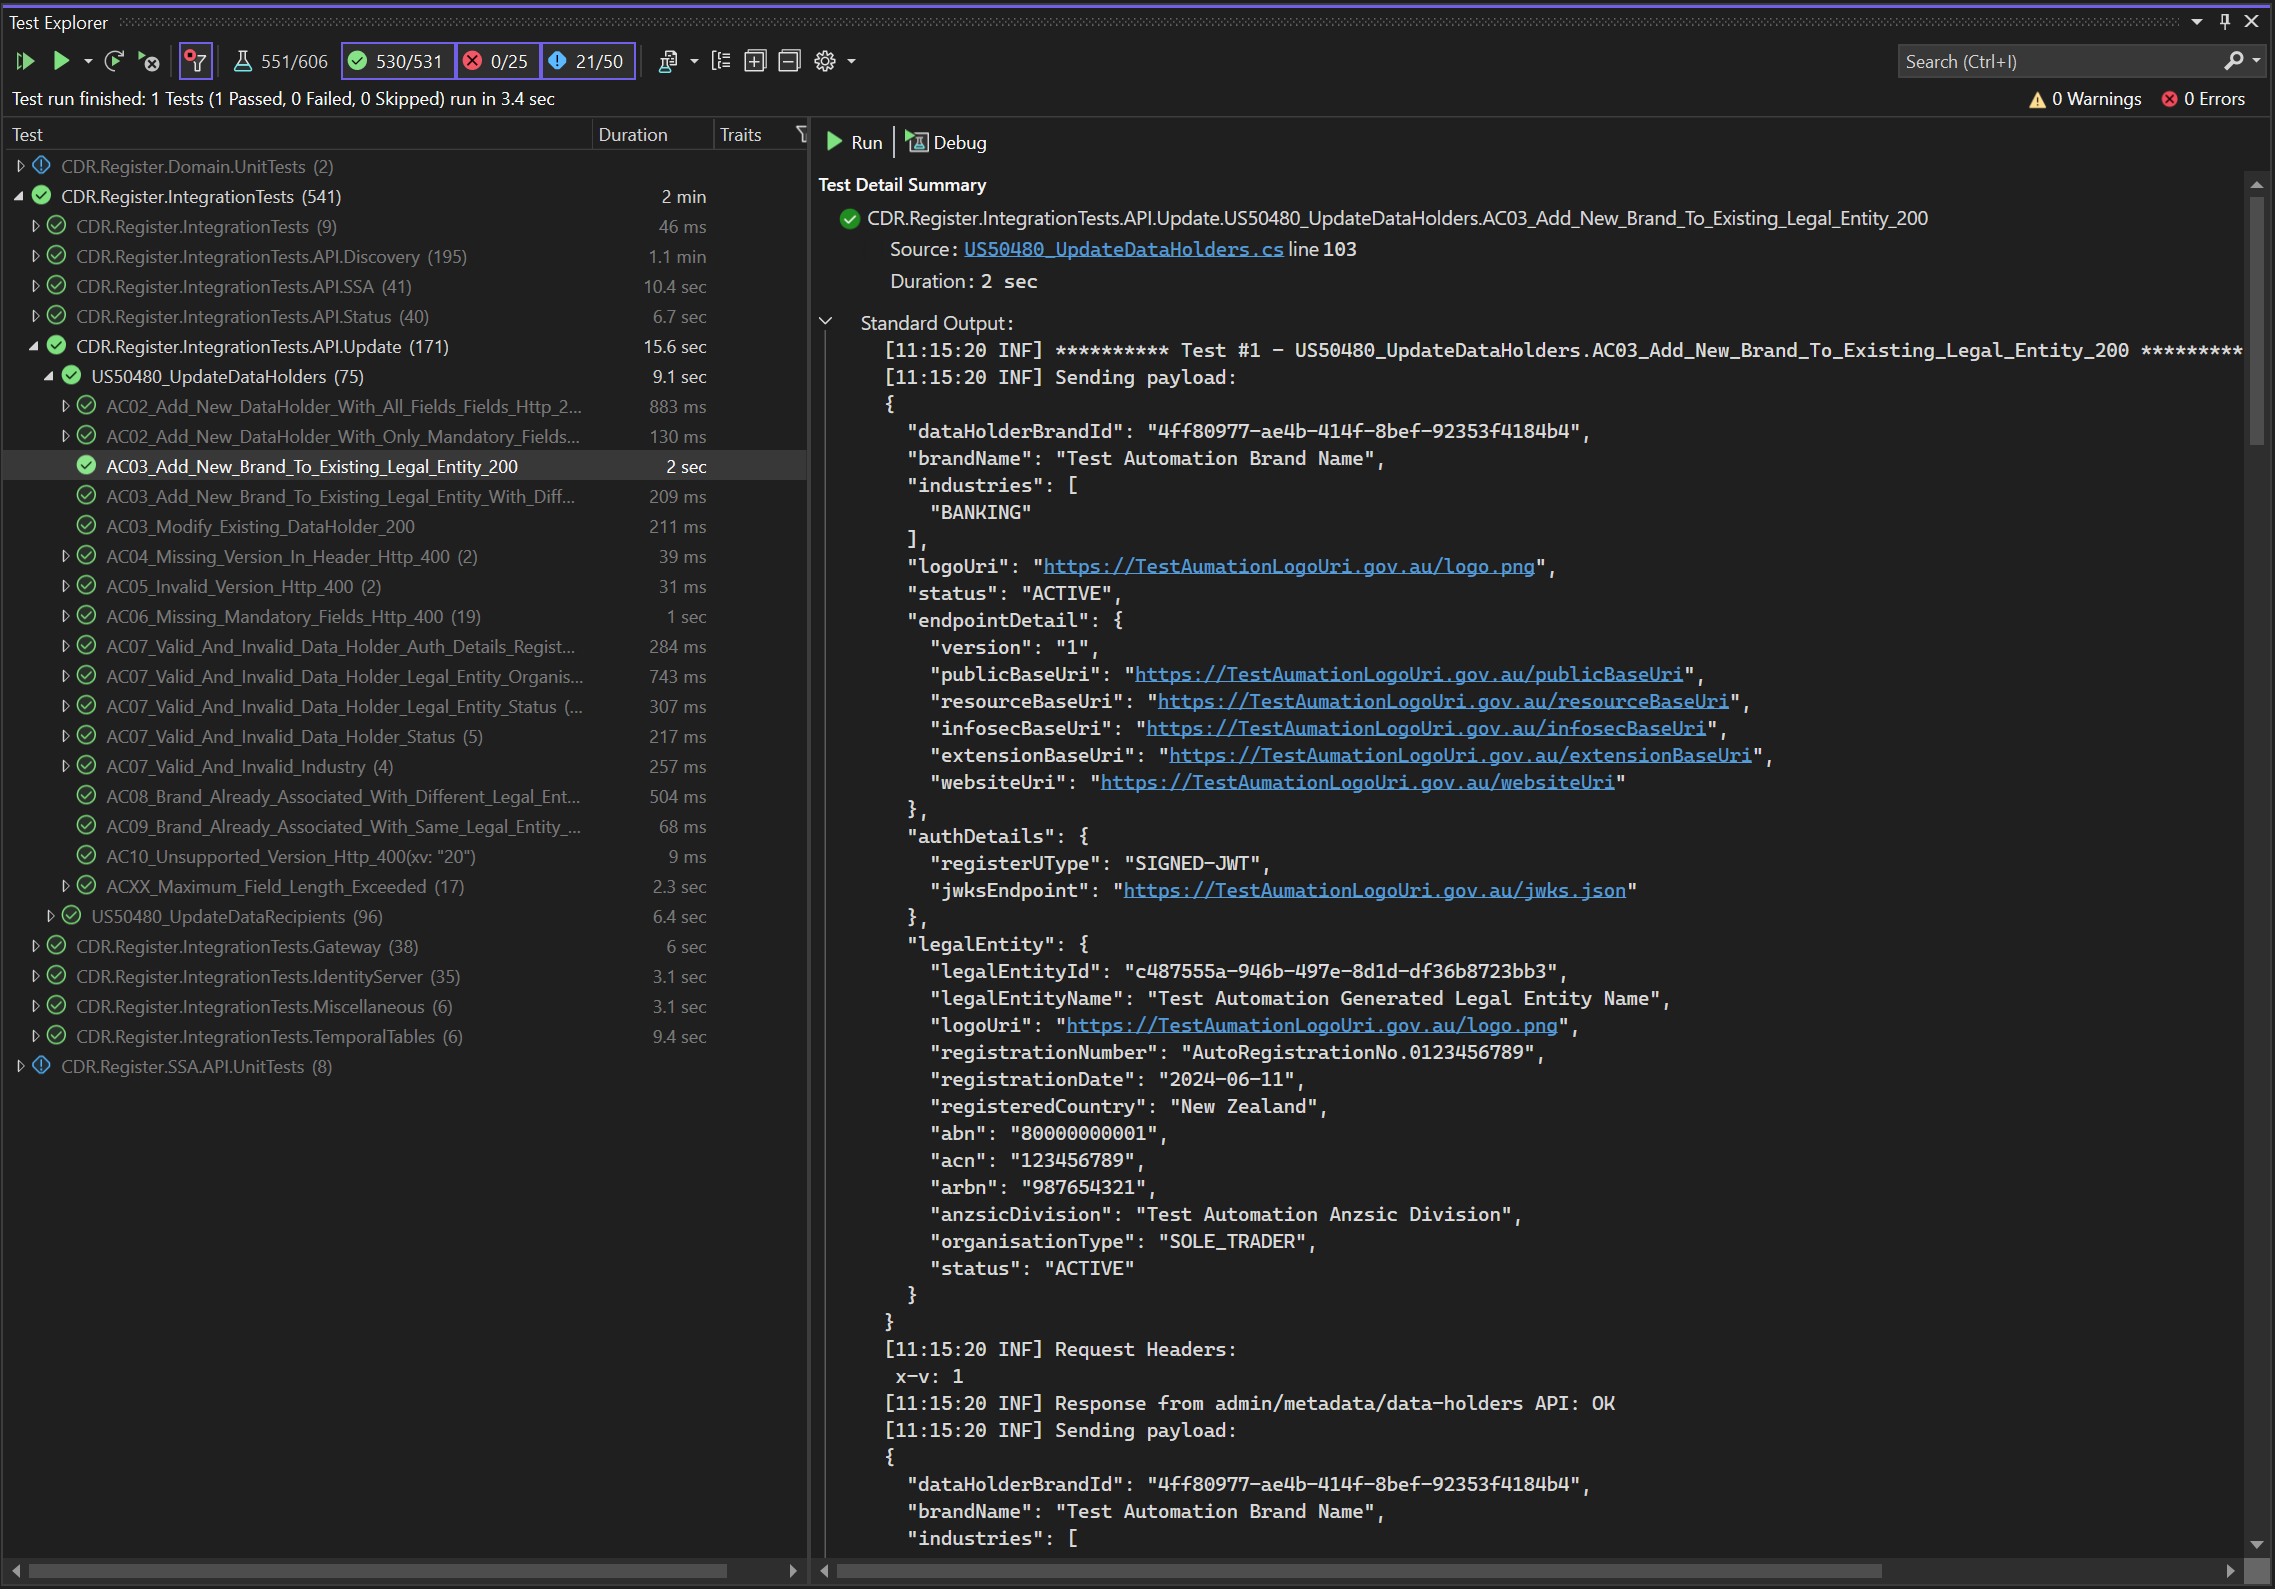 Test Explorer
551/606 530/531 0/25 21/50 Search (Ctrl+I)
Test run finished: 1 Tests (1 Passed, 0 Failed, 0 Skipped) run in 3.4 sec 0 Warnings 0 Errors
Test Duration Traits
CDR.Register.Domain.UnitTests (2)
CDR.Register.IntegrationTests (541) 2 min
CDR.Register.IntegrationTests (9) 46 ms
CDR.Register.IntegrationTests.API.Discovery (195) 1.1 min
CDR.Register.IntegrationTests.API.SSA (41) 10.4 sec
CDR.Register.IntegrationTests.API.Status (40) 6.7 sec
CDR.Register.IntegrationTests.API.Update (171) 15.6 sec
US50480_UpdateDataHolders (75) 9.1 sec
AC02_Add_New_DataHolder_With_All_Fields_Fields_Http_2... 883 ms
AC02_Add_New_DataHolder_With_Only_Mandatory_Fields... 130 ms
AC03_Add_New_Brand_To_Existing_Legal_Entity_200 2 sec
AC03_Add_New_Brand_To_Existing_Legal_Entity_With_Diff... 209 ms
AC03_Modify_Existing_DataHolder_200 211 ms
AC04_Missing_Version_In_Header_Http_400 (2) 39 ms
AC05_Invalid_Version_Http_400 (2) 31 ms
AC06_Missing_Mandatory_Fields_Http_400 (19) 1 sec
AC07_Valid_And_Invalid_Data_Holder_Auth_Details_Regist... 284 ms
AC07_Valid_And_Invalid_Data_Holder_Legal_Entity_Organis... 743 ms
AC07_Valid_And_Invalid_Data_Holder_Legal_Entity_Status (... 307 ms
AC07_Valid_And_Invalid_Data_Holder_Status (5) 217 ms
AC07_Valid_And_Invalid_Industry (4) 257 ms
AC08_Brand_Already_Associated_With_Different_Legal_Ent... 504 ms
AC09_Brand_Already_Associated_With_Same_Legal_Entity_... 68 ms
AC10_Unsupported_Version_Http_400(xv: "20") 9 ms
ACXX_Maximum_Field_Length_Exceeded (17) 2.3 sec
US50480_UpdateDataRecipients (96) 6.4 sec
CDR.Register.IntegrationTests.Gateway (38) 6 sec
CDR.Register.IntegrationTests.IdentityServer (35) 3.1 sec
CDR.Register.IntegrationTests.Miscellaneous (6) 3.1 sec
CDR.Register.IntegrationTests.TemporalTables (6) 9.4 sec
CDR.Register.SSA.API.UnitTests (8)
Run Debug
Test Detail Summary
CDR.Register.IntegrationTests.API.Update.US50480_UpdateDataHolders.AC03_Add_New_Brand_To_Existing_Legal_Entity_200
Source: US50480_UpdateDataHolders.cs line 103
Duration: 2 sec
Standard Output:
[11:15:20 INF] ********** Test #1 - US50480_UpdateDataHolders.AC03_Add_New_Brand_To_Existing_Legal_Entity_200 *********
[11:15:20 INF] Sending payload:
{
"dataHolderBrandId": "4ff80977-ae4b-414f-8bef-92353f4184b4",
"brandName": "Test Automation Brand Name",
"industries": [
"BANKING"
],
"logoUri": "https://TestAumationLogoUri.gov.au/logo.png",
"status": "ACTIVE",
"endpointDetail": {
"version": "1",
"publicBaseUri": "https://TestAumationLogoUri.gov.au/publicBaseUri",
"resourceBaseUri": "https://TestAumationLogoUri.gov.au/resourceBaseUri",
"infosecBaseUri": "https://TestAumationLogoUri.gov.au/infosecBaseUri",
"extensionBaseUri": "https://TestAumationLogoUri.gov.au/extensionBaseUri",
"websiteUri": "https://TestAumationLogoUri.gov.au/websiteUri"
},
"authDetails": {
"registerUType": "SIGNED-JWT",
"jwksEndpoint": "https://TestAumationLogoUri.gov.au/jwks.json"
},
"legalEntity": {
"legalEntityId": "c487555a-946b-497e-8d1d-df36b8723bb3",
"legalEntityName": "Test Automation Generated Legal Entity Name",
"logoUri": "https://TestAumationLogoUri.gov.au/logo.png",
"registrationNumber": "AutoRegistrationNo.0123456789",
"registrationDate": "2024-06-11",
"registeredCountry": "New Zealand",
"abn": "80000000001",
"acn": "123456789",
"arbn": "987654321",
"anzsicDivision": "Test Automation Anzsic Division",
"organisationType": "SOLE_TRADER",
"status": "ACTIVE"
}
}
[11:15:20 INF] Request Headers:
x-v: 1
[11:15:20 INF] Response from admin/metadata/data-holders API: OK
[11:15:20 INF] Sending payload:
{
"dataHolderBrandId": "4ff80977-ae4b-414f-8bef-92353f4184b4",
"brandName": "Test Automation Brand Name",
"industries": [